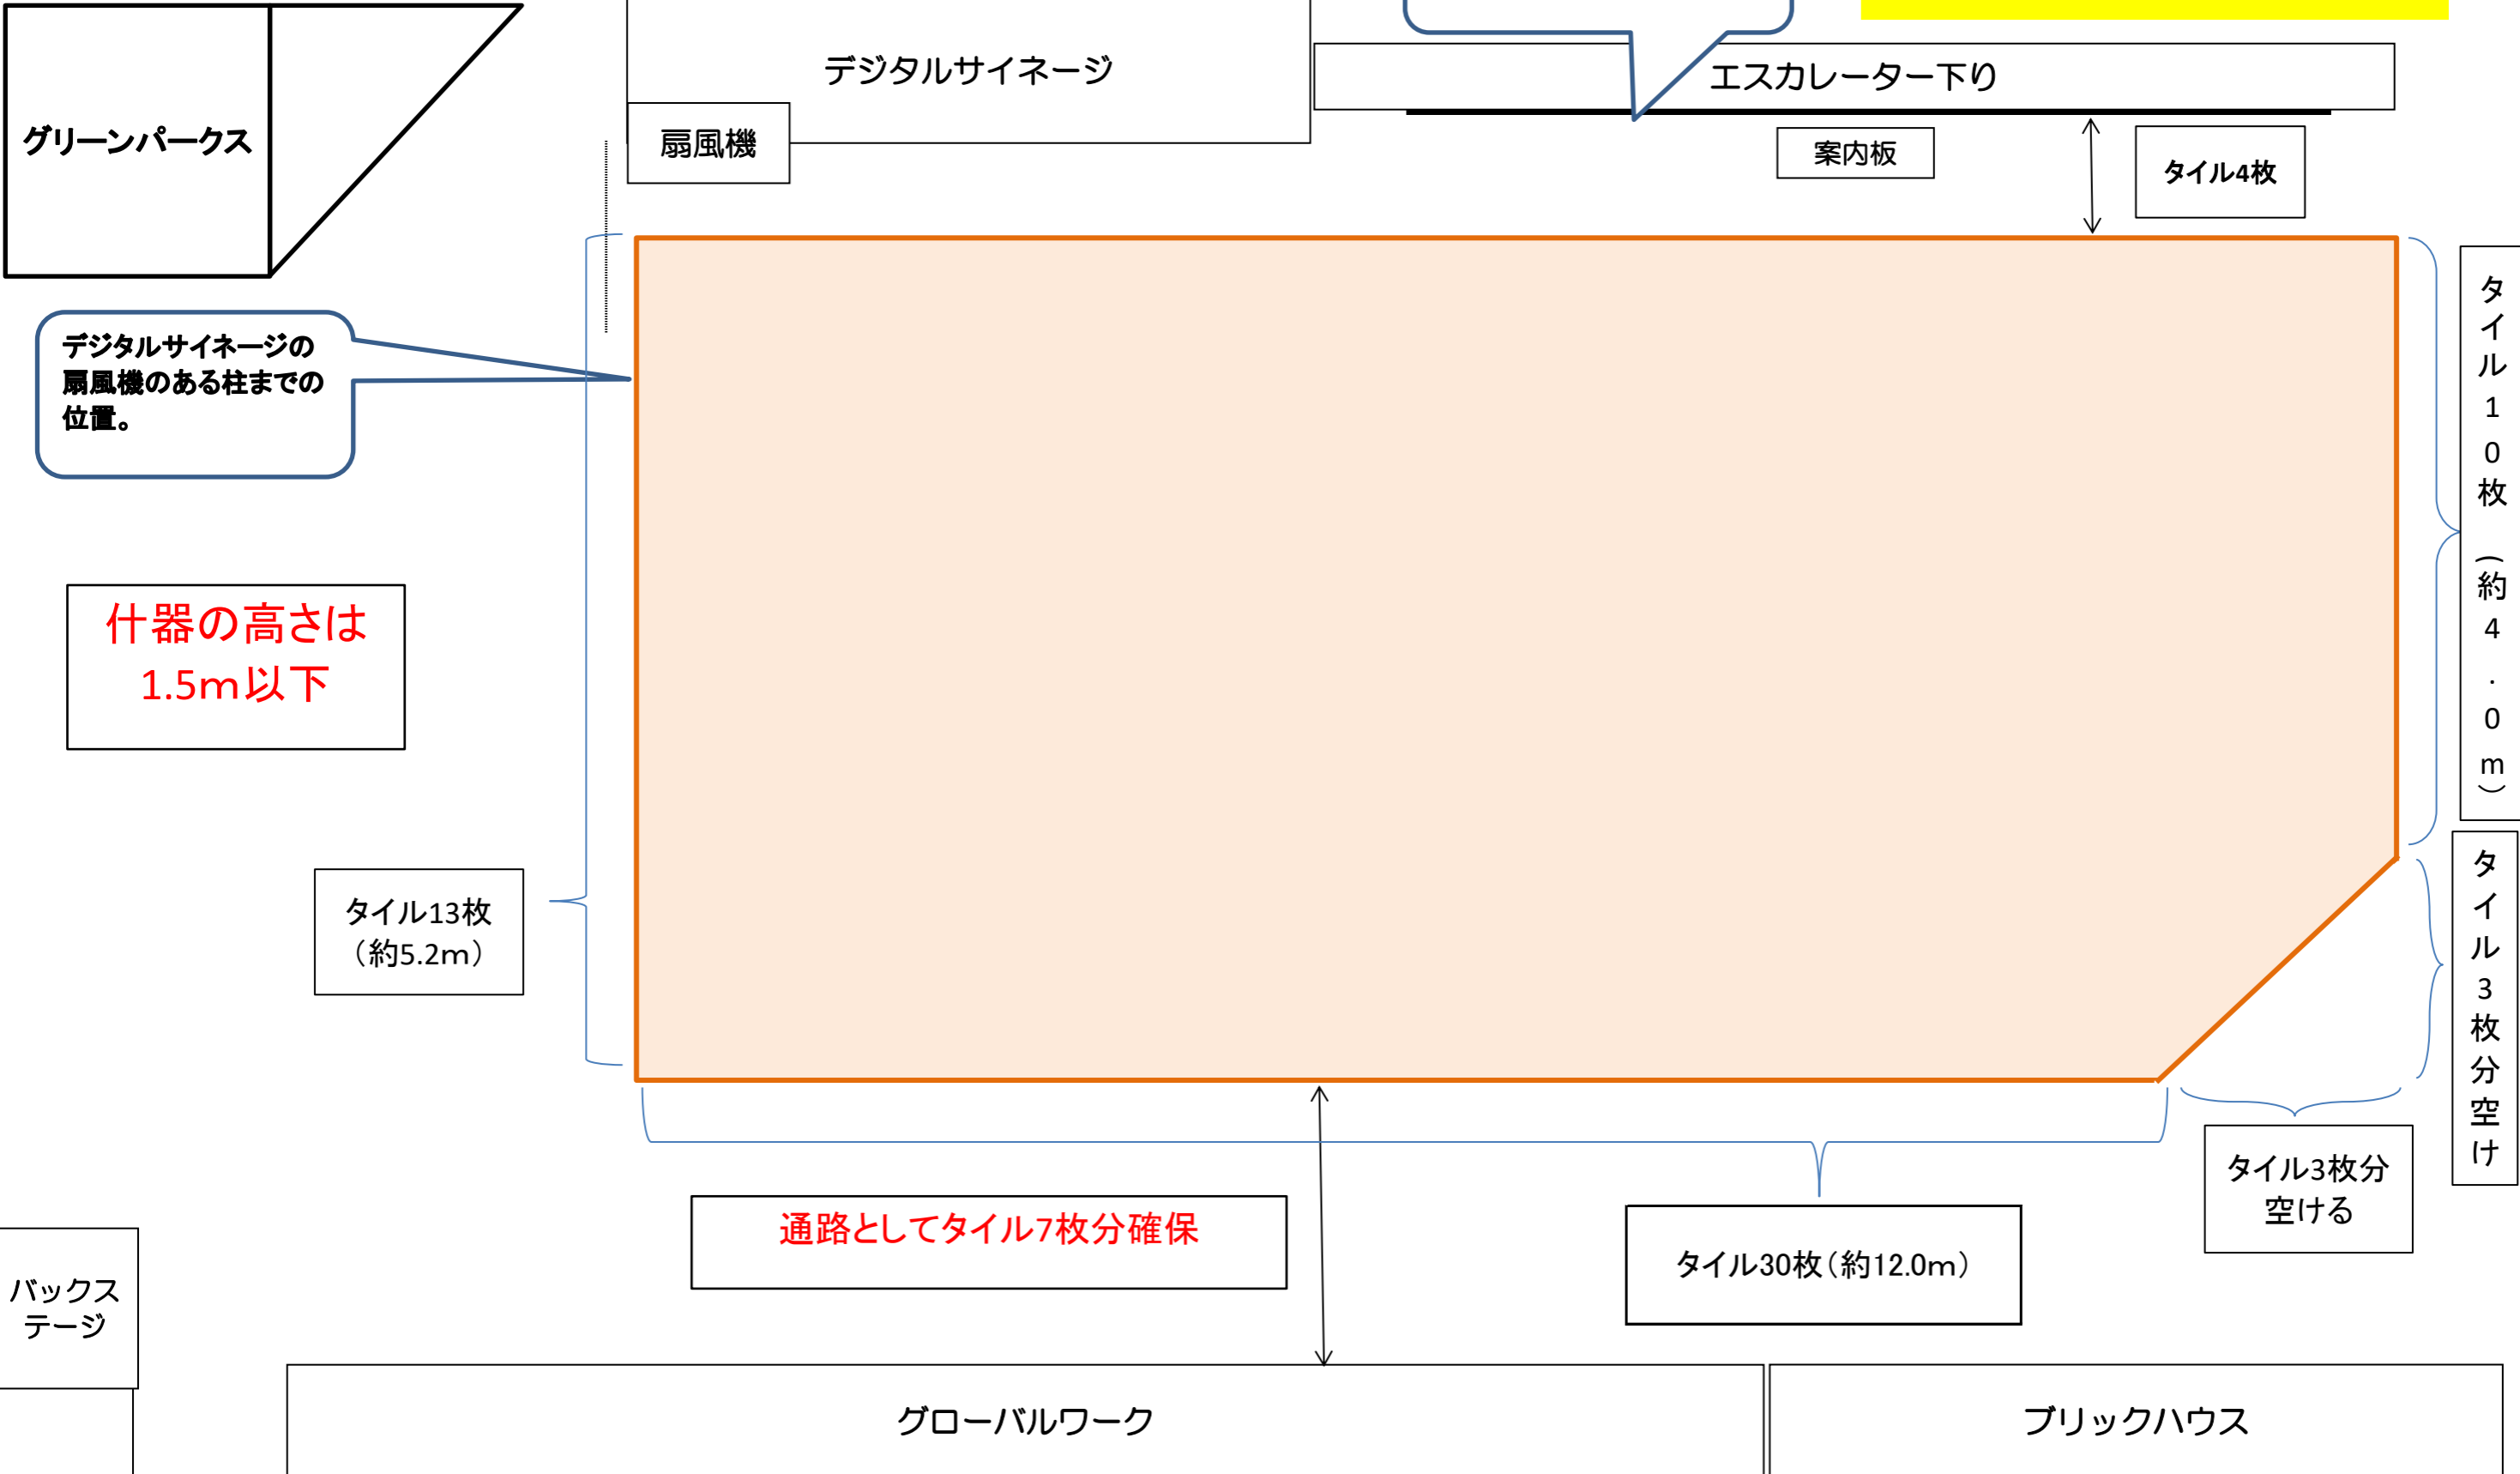 デジタルサイネージ
エスカレーター下り
グリーンパークス
扇風機
案内板
タイル4枚
デジタルサイネージの
扇風機のある柱までの
位置。
タイル10枚 (約4.0m)
什器の高さは
1.5m以下
タイル13枚
(約5.2m)
タイル3枚分空け
タイル3枚分
空ける
通路としてタイル7枚分確保
タイル30枚(約12.0m)
バックス
テージ
グローバルワーク
ブリックハウス